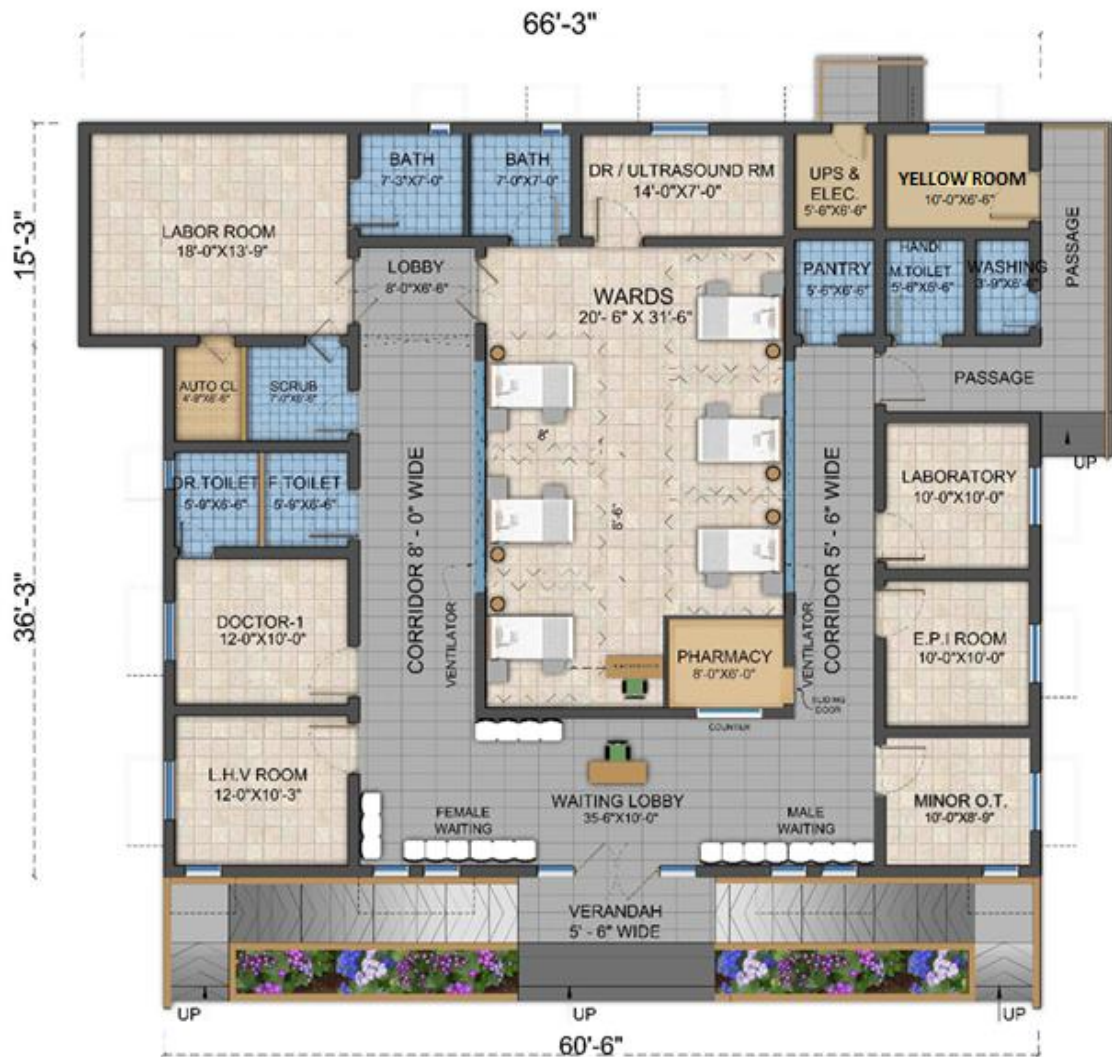 66'-3"
15'-3"
36'-3"
BATH
7'-3"X7'-0"
BATH
7'-0"X7'-0"
DR / ULTRASOUND RM
14'-0"X7'-0"
UPS &
ELEC.
5'-6"X6'-6"
YELLOW ROOM
10'-0"X6'-6"
LABOR ROOM
18'-0"X13'-9"
LOBBY
8'-0"X6'-6"
WARDS
20'- 6" X 31'-6"
PANTRY
5'-6"X6'-6"
HANDI
M.TOILET
5'-6"X6'-6"
WASHING
PASSAGE
PASSAGE
UP
AUTO CL
SCRUB
DR.TOILET
5'-9"X6'-6"
F.TOILET
5'-9"X6'-6"
CORRIDOR 8' - 0" WIDE
8'
8'-6"
CORRIDOR 5' - 6" WIDE
LABORATORY
10'-0"X10'-0"
DOCTOR-1
12-0"X10'-0"
VENTILATOR
VENTILATOR
E.P.I ROOM
10'-0"X10'-0"
PHARMACY
8'-0"X6'-0"
SLIDING
DOOR
COUNTER
L.H.V ROOM
12-0"X10'-3"
WAITING LOBBY
35-6"X10'-0"
FEMALE
WAITING
MALE
WAITING
MINOR O.T.
10'-0"X8'-9"
VERANDAH
5' - 6" WIDE
UP
UP
UP
60'-6"